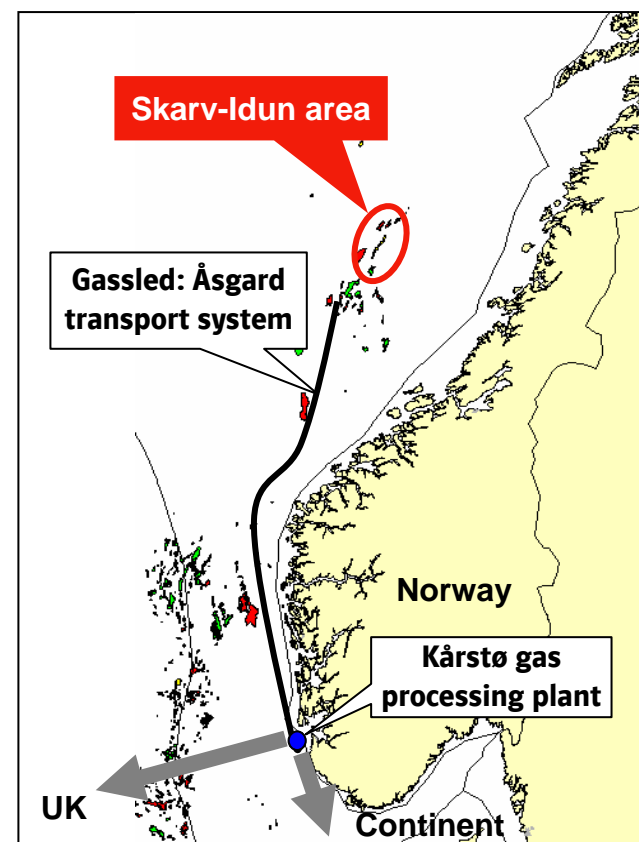 Skarv-Idun area
Gassled: Åsgard
transport system
Norway
Kårstø gas
processing plant
UK
Continent